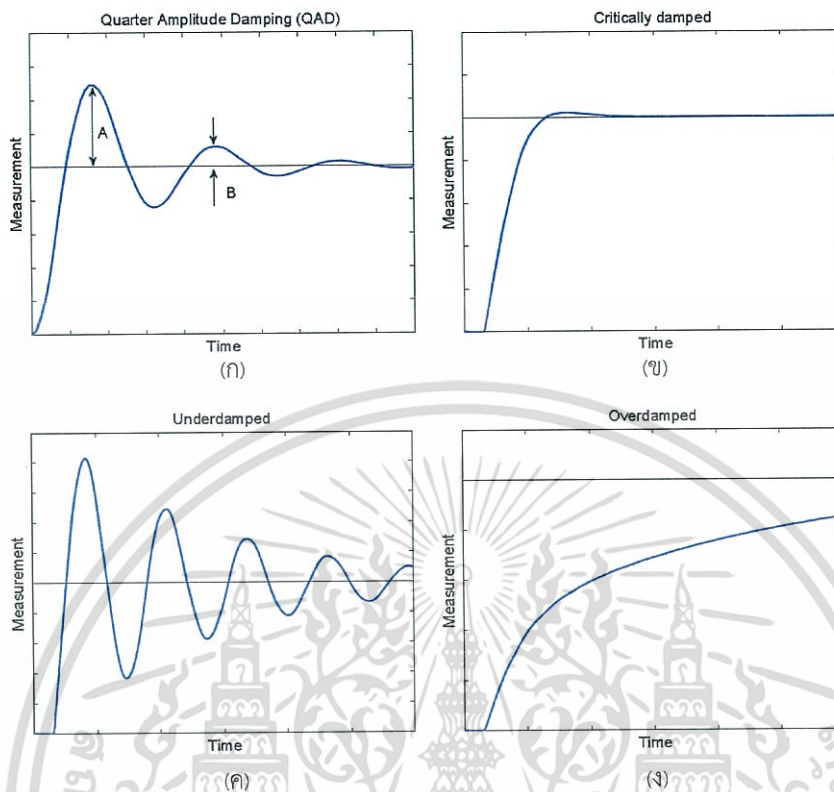 Quarter Amplitude Damping (QAD)
Measurement
A
B
Time
(ก)
Critically damped
Measurement
Time
(ข)
Underdamped
Measurement
Time
(ค)
Overdamped
Measurement
Time
(ง)